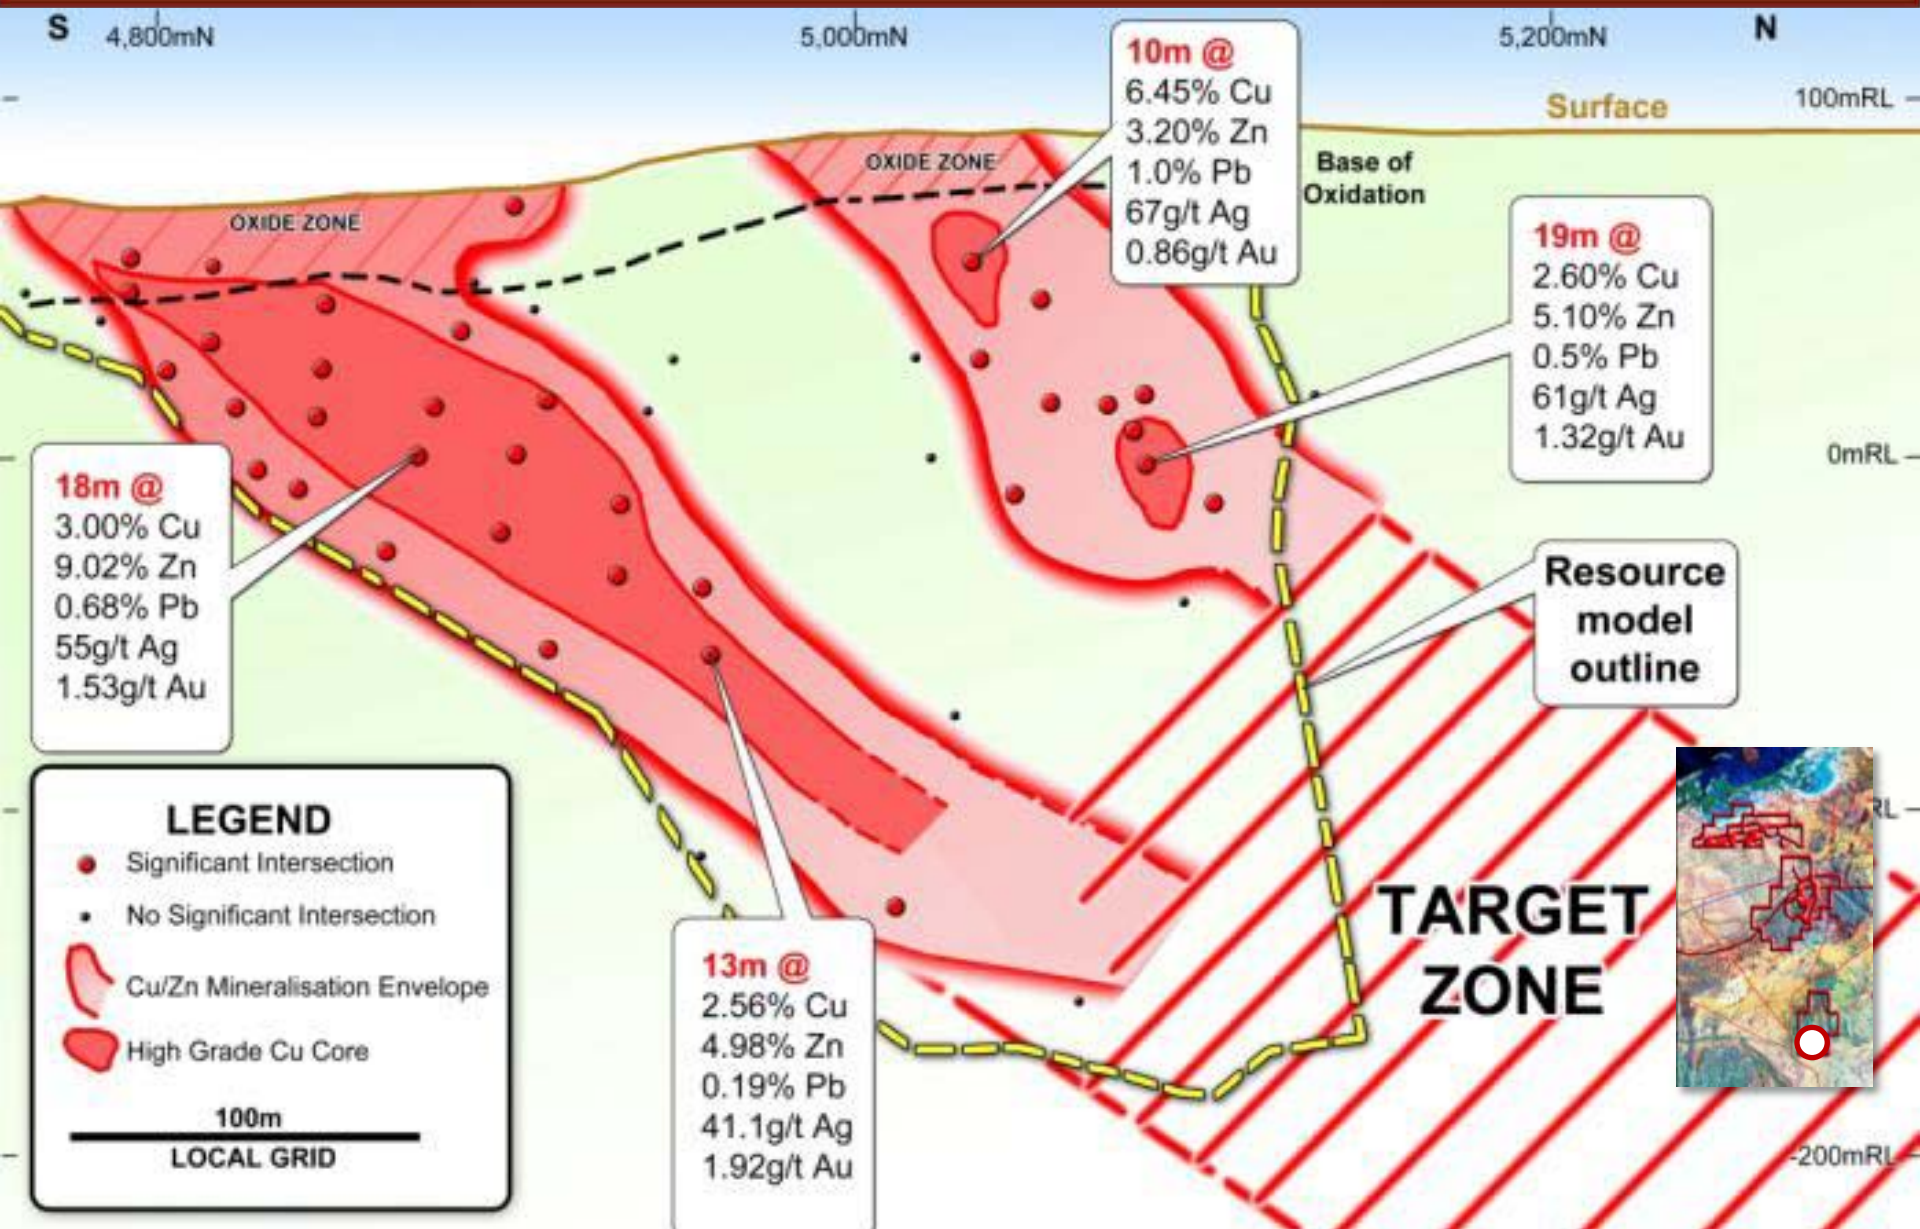 S
4,800mN
5,000mN
5,200mN
N
10m @
6.45% Cu
3.20% Zn
1.0% Pb
67g/t Ag
0.86g/t Au
Surface
100mRL
OXIDE ZONE
Base of
Oxidation
OXIDE ZONE
19m @
2.60% Cu
5.10% Zn
0.5% Pb
61g/t Ag
1.32g/t Au
0mRL
18m @
3.00% Cu
9.02% Zn
0.68% Pb
55g/t Ag
1.53g/t Au
Resource
model
outline
RL
TARGET
ZONE
13m @
2.56% Cu
4.98% Zn
0.19% Pb
41.1g/t Ag
1.92g/t Au
-200mRL
LEGEND
Significant Intersection
No Significant Intersection
Cu/Zn Mineralisation Envelope
High Grade Cu Core
100m
LOCAL GRID